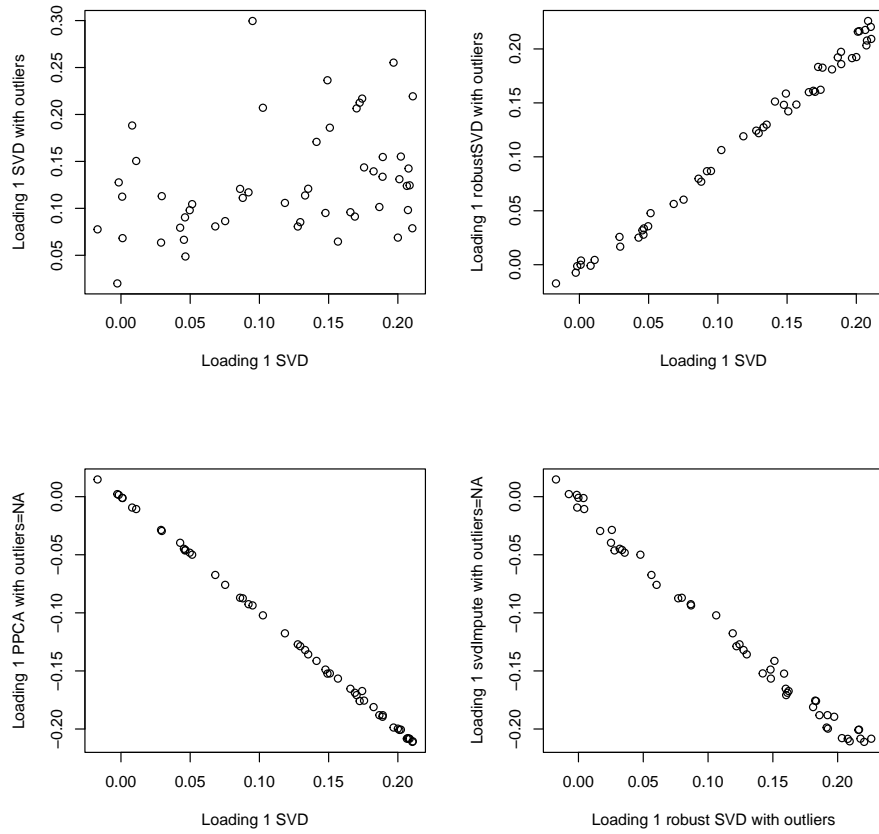 0.05 0.10 0.15 0.20 0.25 0.30
Loading 1 SVD with outliers
0.00 0.05 0.10 0.15 0.20
Loading 1 SVD
0.00 0.05 0.10 0.15 0.20
Loading 1 robustSVD with outliers
0.00 0.05 0.10 0.15 0.20
Loading 1 SVD
−0.20 −0.15 −0.10 −0.05 0.00
Loading 1 PPCA with outliers=NA
0.00 0.05 0.10 0.15 0.20
Loading 1 SVD
−0.20 −0.15 −0.10 −0.05 0.00
Loading 1 svdImpute with outliers=NA
0.00 0.05 0.10 0.15 0.20
Loading 1 robust SVD with outliers